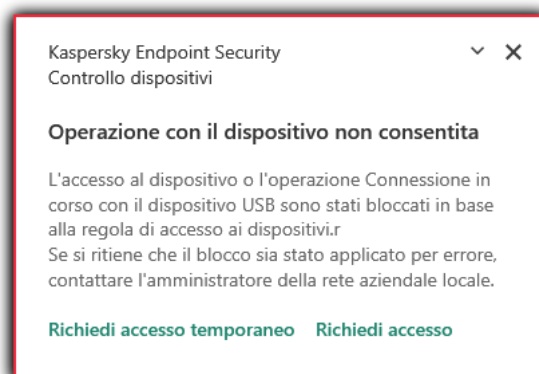 Kaspersky Endpoint Security
Controllo dispositivi
Operazione con il dispositivo non consentita
L'accesso al dispositivo o l'operazione Connessione in
corso con il dispositivo USB sono stati bloccati in base
alla regola di accesso ai dispositivi.r
Se si ritiene che il blocco sia stato applicato per errore,
contattare l'amministratore della rete aziendale locale.
Richiedi accesso temporaneo Richiedi accesso